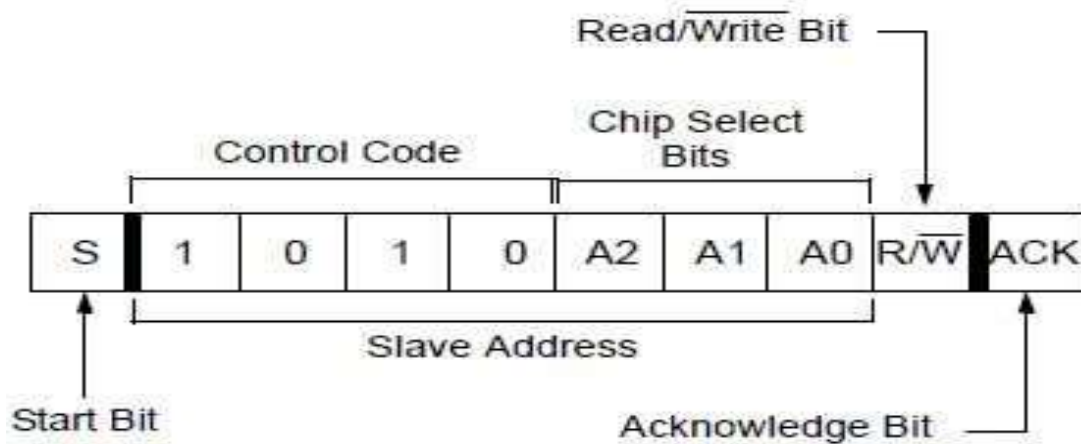 Read/Write Bit
Chip Select
Bits
Control Code
S 1 0 1 0 A2 A1 A0 R/W ACK
Slave Address
Start Bit
Acknowledge Bit